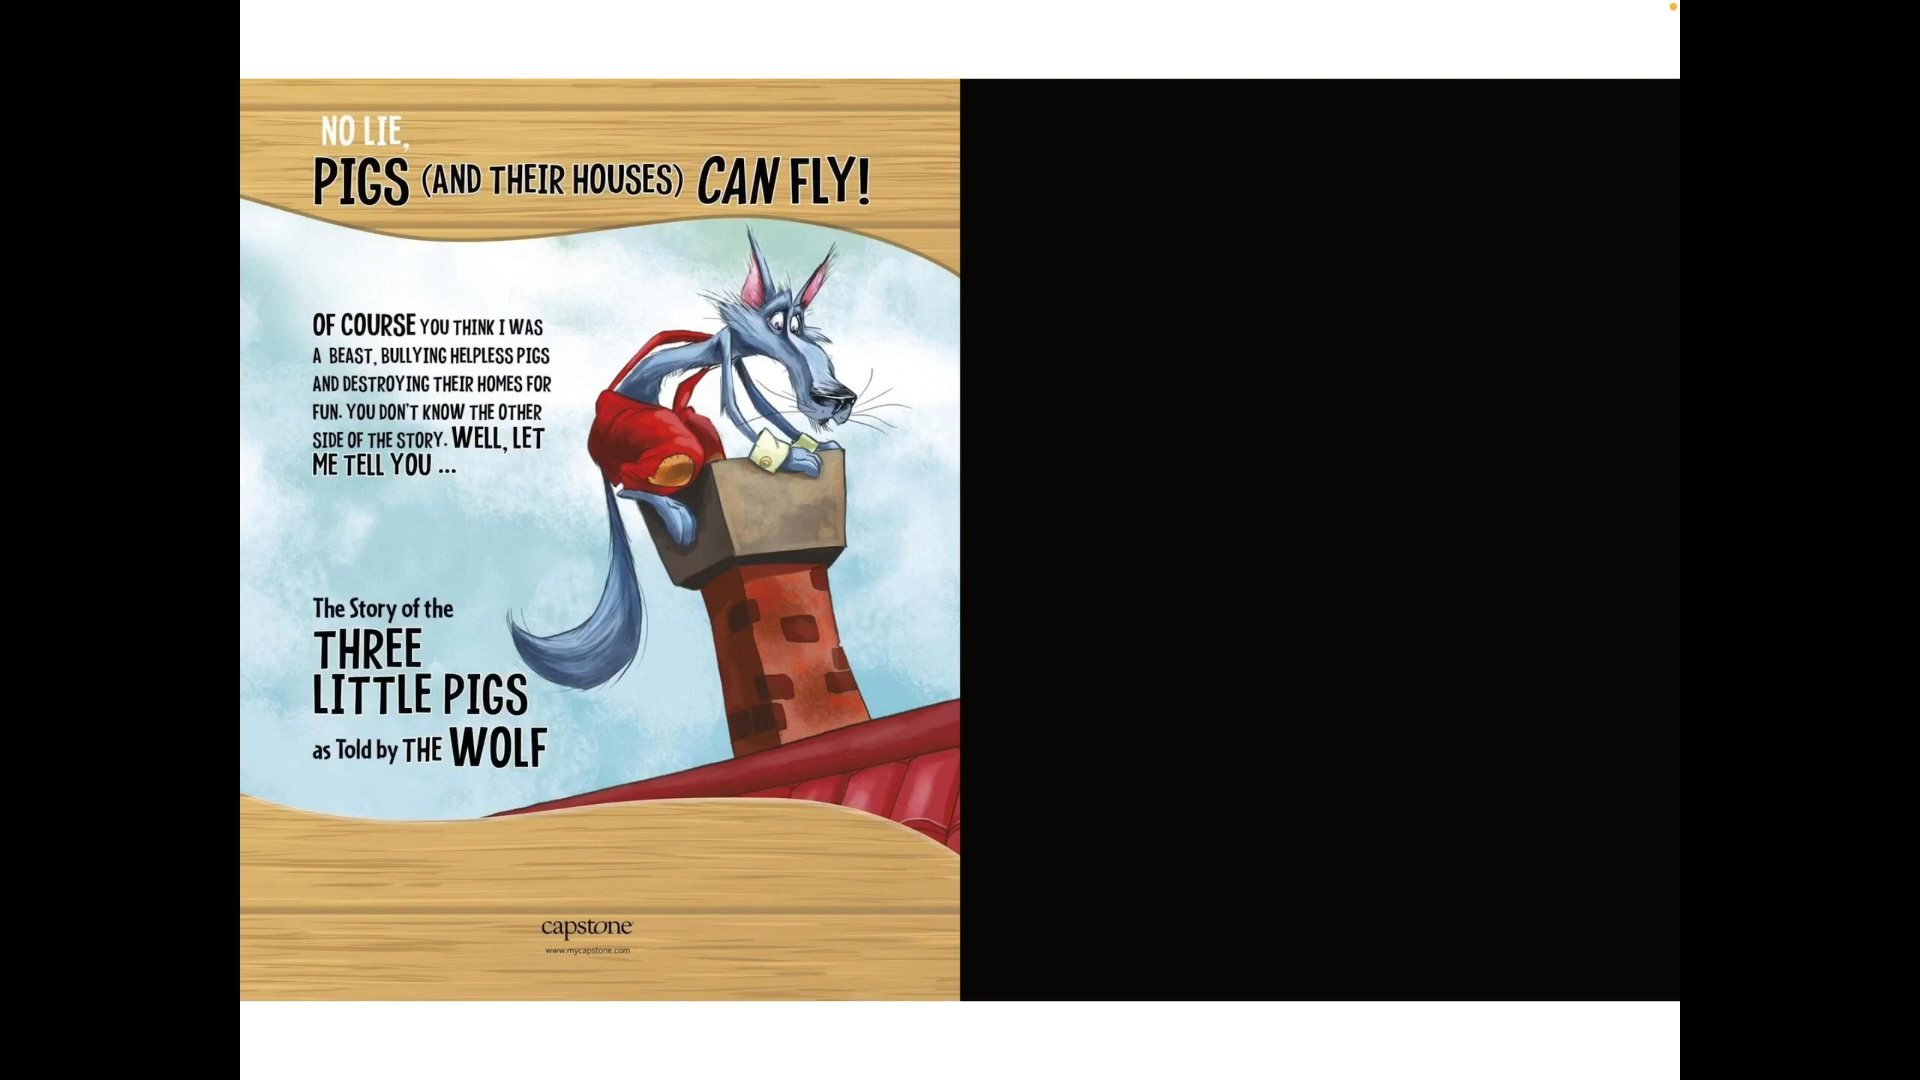 NO LIE,
PIGS (AND THEIR HOUSES) CAN FLY!
OF COURSE YOU THINK I WAS
A BEAST, BULLYING HELPLESS PIGS
AND DESTROYING THEIR HOMES FOR
FUN. YOU DON'T KNOW THE OTHER
SIDE OF THE STORY. WELL, LET
ME TELL YOU ...
The Story of the
THREE
LITTLE PIGS
as Told by THE WOLF
capstone
www.mycapstone.com